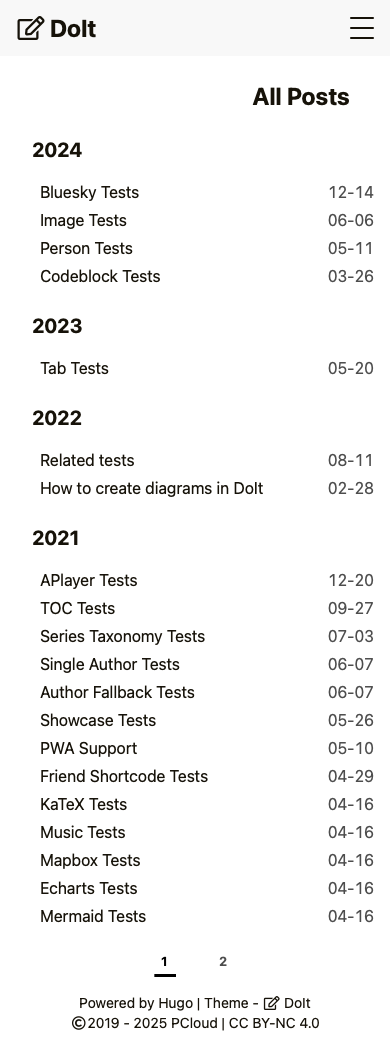 DoIt
All Posts
2024
Bluesky Tests 12-14
Image Tests 06-06
Person Tests 05-11
Codeblock Tests 03-26
2023
Tab Tests 05-20
2022
Related tests 08-11
How to create diagrams in DoIt 02-28
2021
APlayer Tests 12-20
TOC Tests 09-27
Series Taxonomy Tests 07-03
Single Author Tests 06-07
Author Fallback Tests 06-07
Showcase Tests 05-26
PWA Support 05-10
Friend Shortcode Tests 04-29
KaTeX Tests 04-16
Music Tests 04-16
Mapbox Tests 04-16
Echarts Tests 04-16
Mermaid Tests 04-16
1 2
Powered by Hugo | Theme - DoIt
©2019 - 2025 PCloud | CC BY-NC 4.0